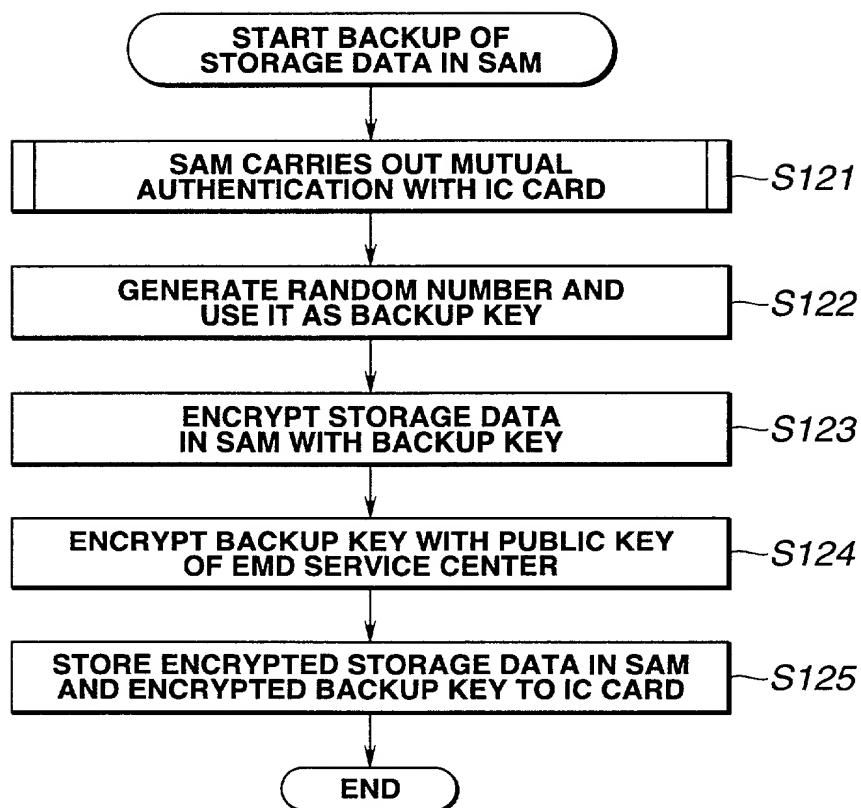 START BACKUP OF
STORAGE DATA IN SAM
SAM CARRIES OUT MUTUAL
AUTHENTICATION WITH IC CARD
S121
GENERATE RANDOM NUMBER AND
USE IT AS BACKUP KEY
S122
ENCRYPT STORAGE DATA
IN SAM WITH BACKUP KEY
S123
ENCRYPT BACKUP KEY WITH PUBLIC KEY
OF EMD SERVICE CENTER
S124
STORE ENCRYPTED STORAGE DATA IN SAM
AND ENCRYPTED BACKUP KEY TO IC CARD
S125
END